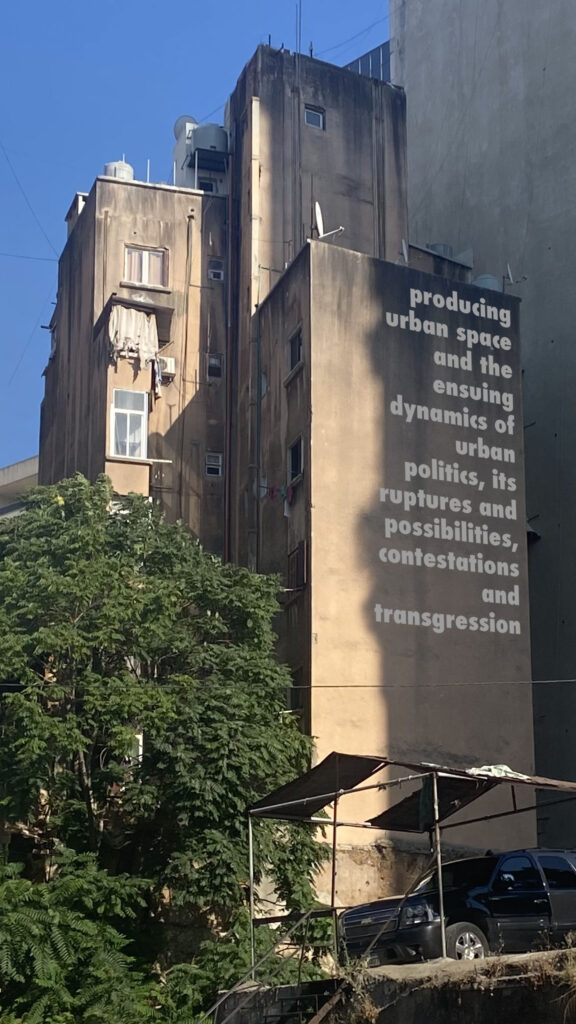 producing
urban space
and the
ensuing
dynamics of
urban
politics, its
ruptures and
possibilities,
contestations
and
transgression